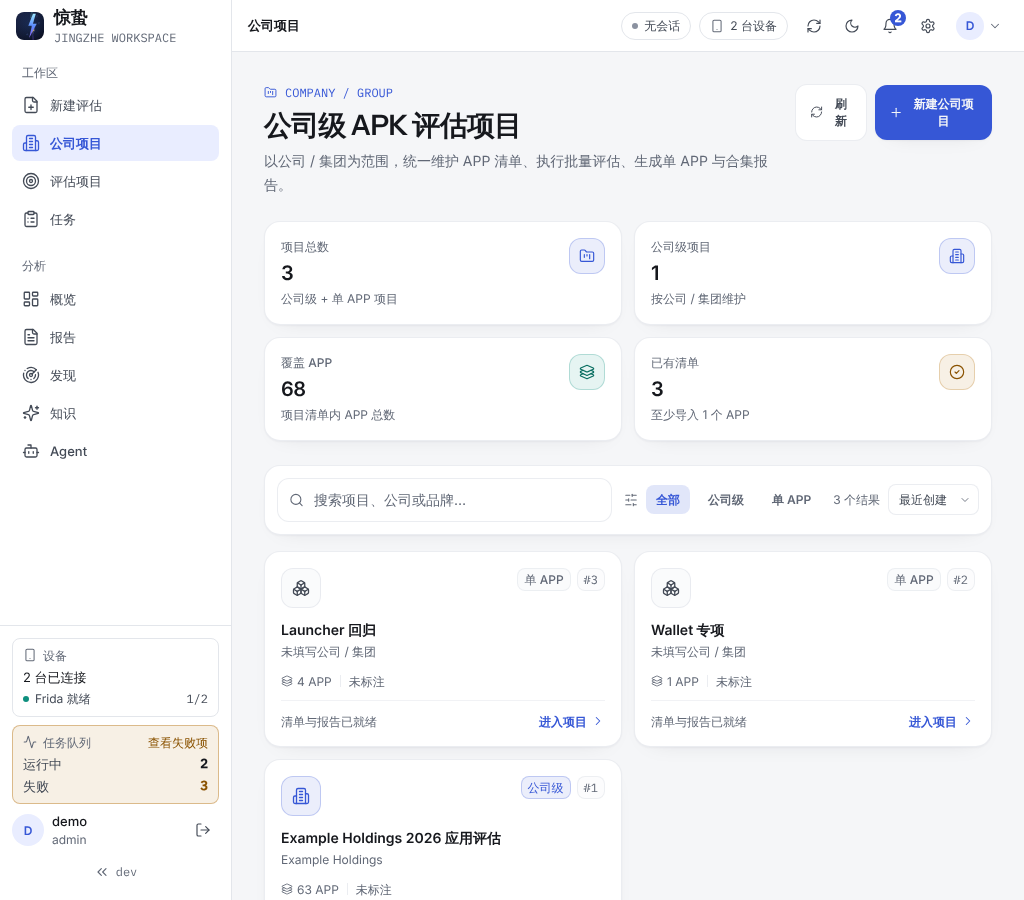 惊蛰
JINGZHE WORKSPACE
工作区
新建评估
公司项目
评估项目
任务
分析
概览
报告
发现
知识
Agent
设备
2 台已连接
Frida 就绪 1/2
任务队列 查看失败项
运行中 2
失败 3
D
demo
admin
dev
公司项目
无会话
2 台设备
2
D
COMPANY / GROUP
公司级 APK 评估项目
以公司 / 集团为范围，统一维护 APP 清单、执行批量评估、生成单 APP 与合集报
告。
刷
新
新建公司项
目
项目总数
3
公司级 + 单 APP 项目
公司级项目
1
按公司 / 集团维护
覆盖 APP
68
项目清单内 APP 总数
已有清单
3
至少导入 1 个 APP
搜索项目、公司或品牌...
全部 公司级 单 APP 3 个结果 最近创建
单 APP #3
Launcher 回归
未填写公司 / 集团
4 APP 未标注
清单与报告已就绪 进入项目
单 APP #2
Wallet 专项
未填写公司 / 集团
1 APP 未标注
清单与报告已就绪 进入项目
公司级 #1
Example Holdings 2026 应用评估
Example Holdings
63 APP 未标注